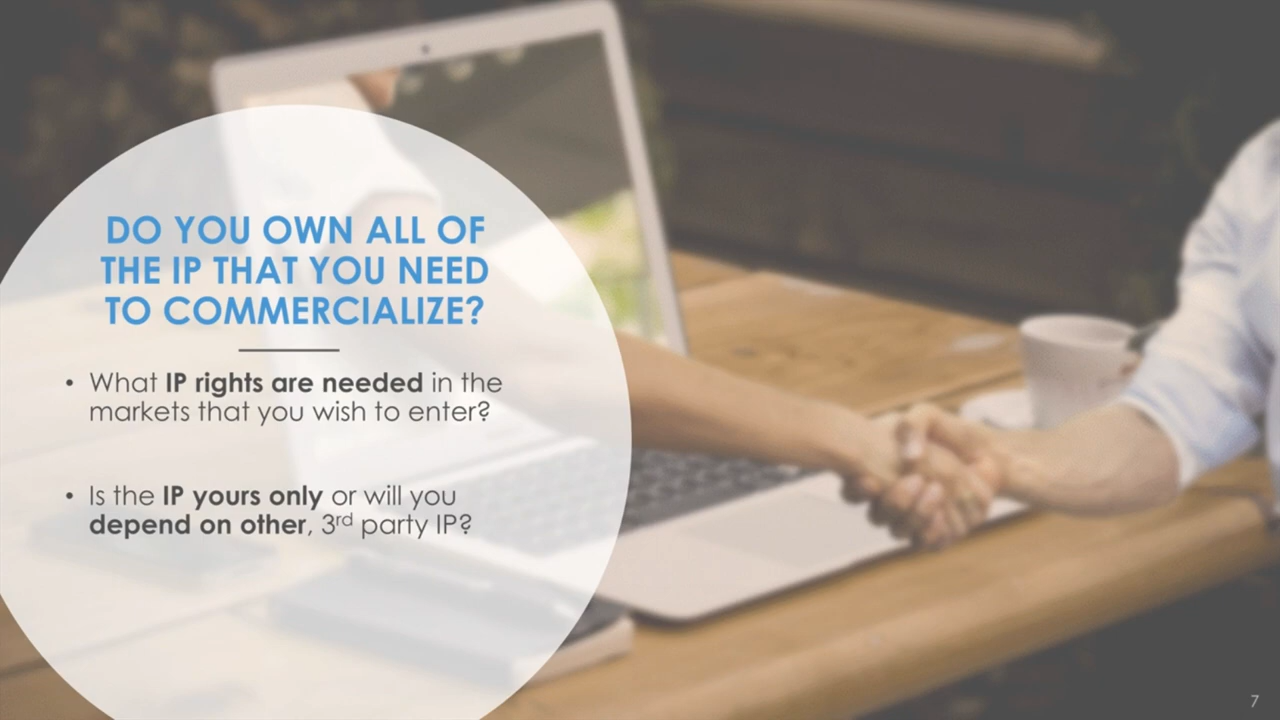 DO YOU OWN ALL OF
THE IP THAT YOU NEED
TO COMMERCIALIZE?
• What IP rights are needed in the
markets that you wish to enter?
• Is the IP yours only or will you
depend on other, 3rd party IP?
7